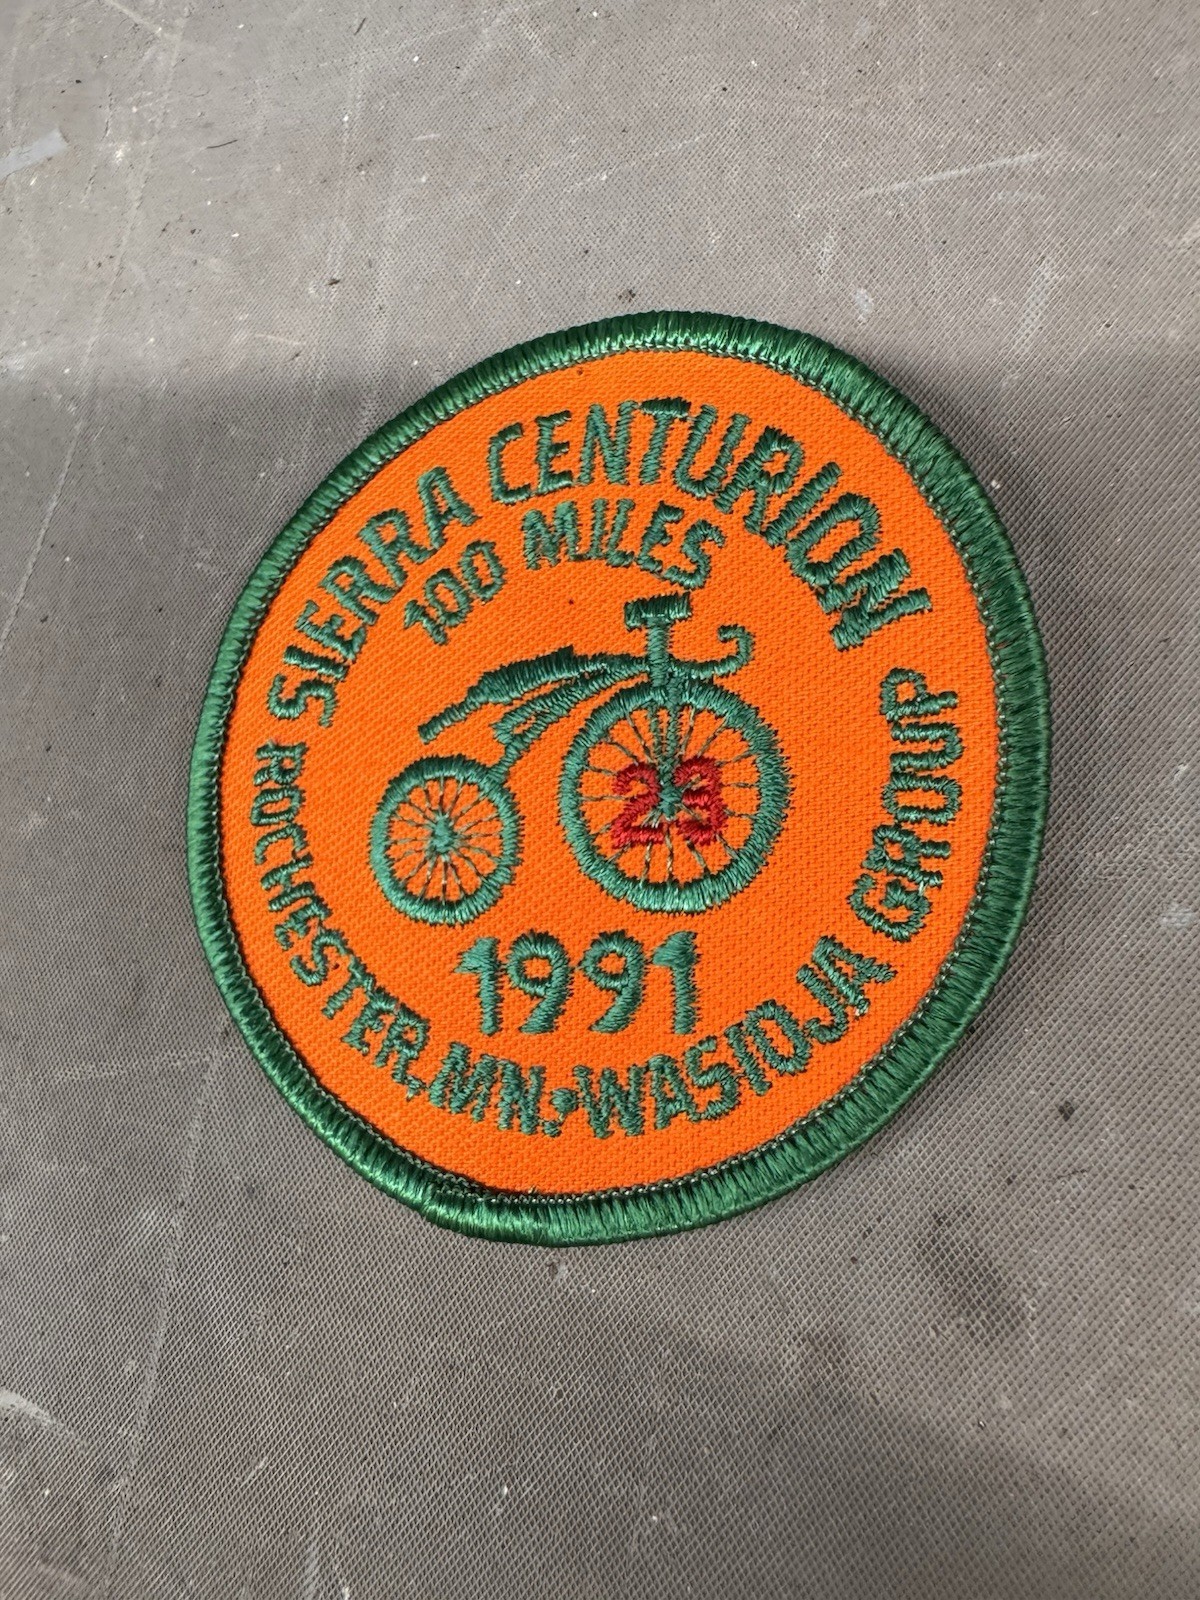 SIERRA CENTURION
100 MILES
23
1991
ROCHESTER, MN. • WASIOJA GROUP